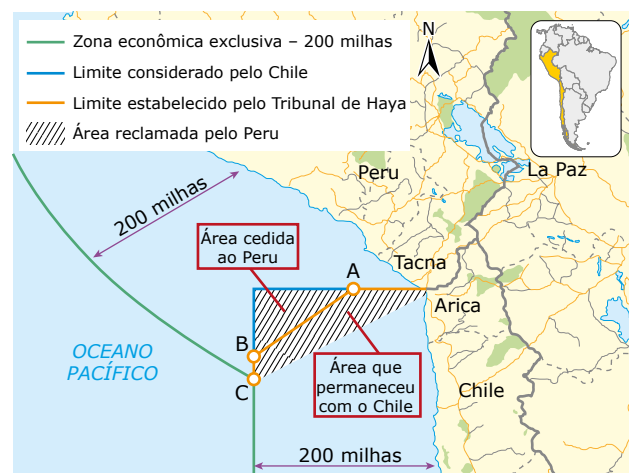 Zona econômica exclusiva – 200 milhas
Limite considerado pelo Chile
Limite estabelecido pelo Tribunal de Haya
Área reclamada pelo Peru
N
Peru
La Paz
200 milhas
Área cedida
ao Peru
Tacna
A
Arica
B
OCEANO
PACÍFICO
C
Área que
permaneceu
com o Chile
Chile
200 milhas